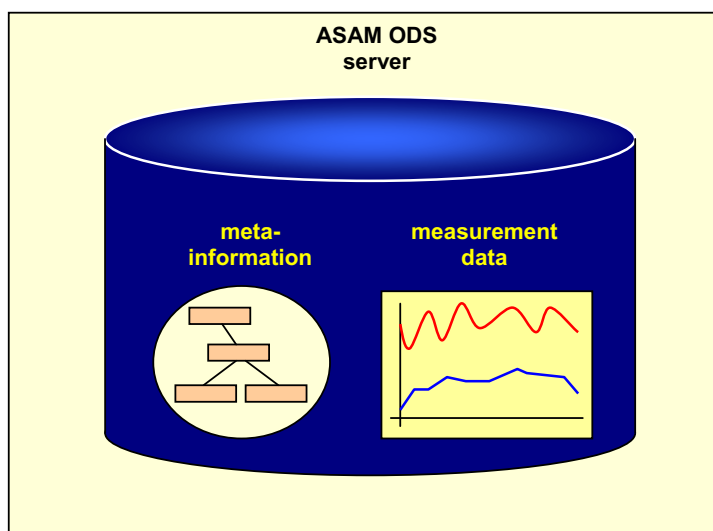 ASAM ODS
server
meta-
information
measurement
data